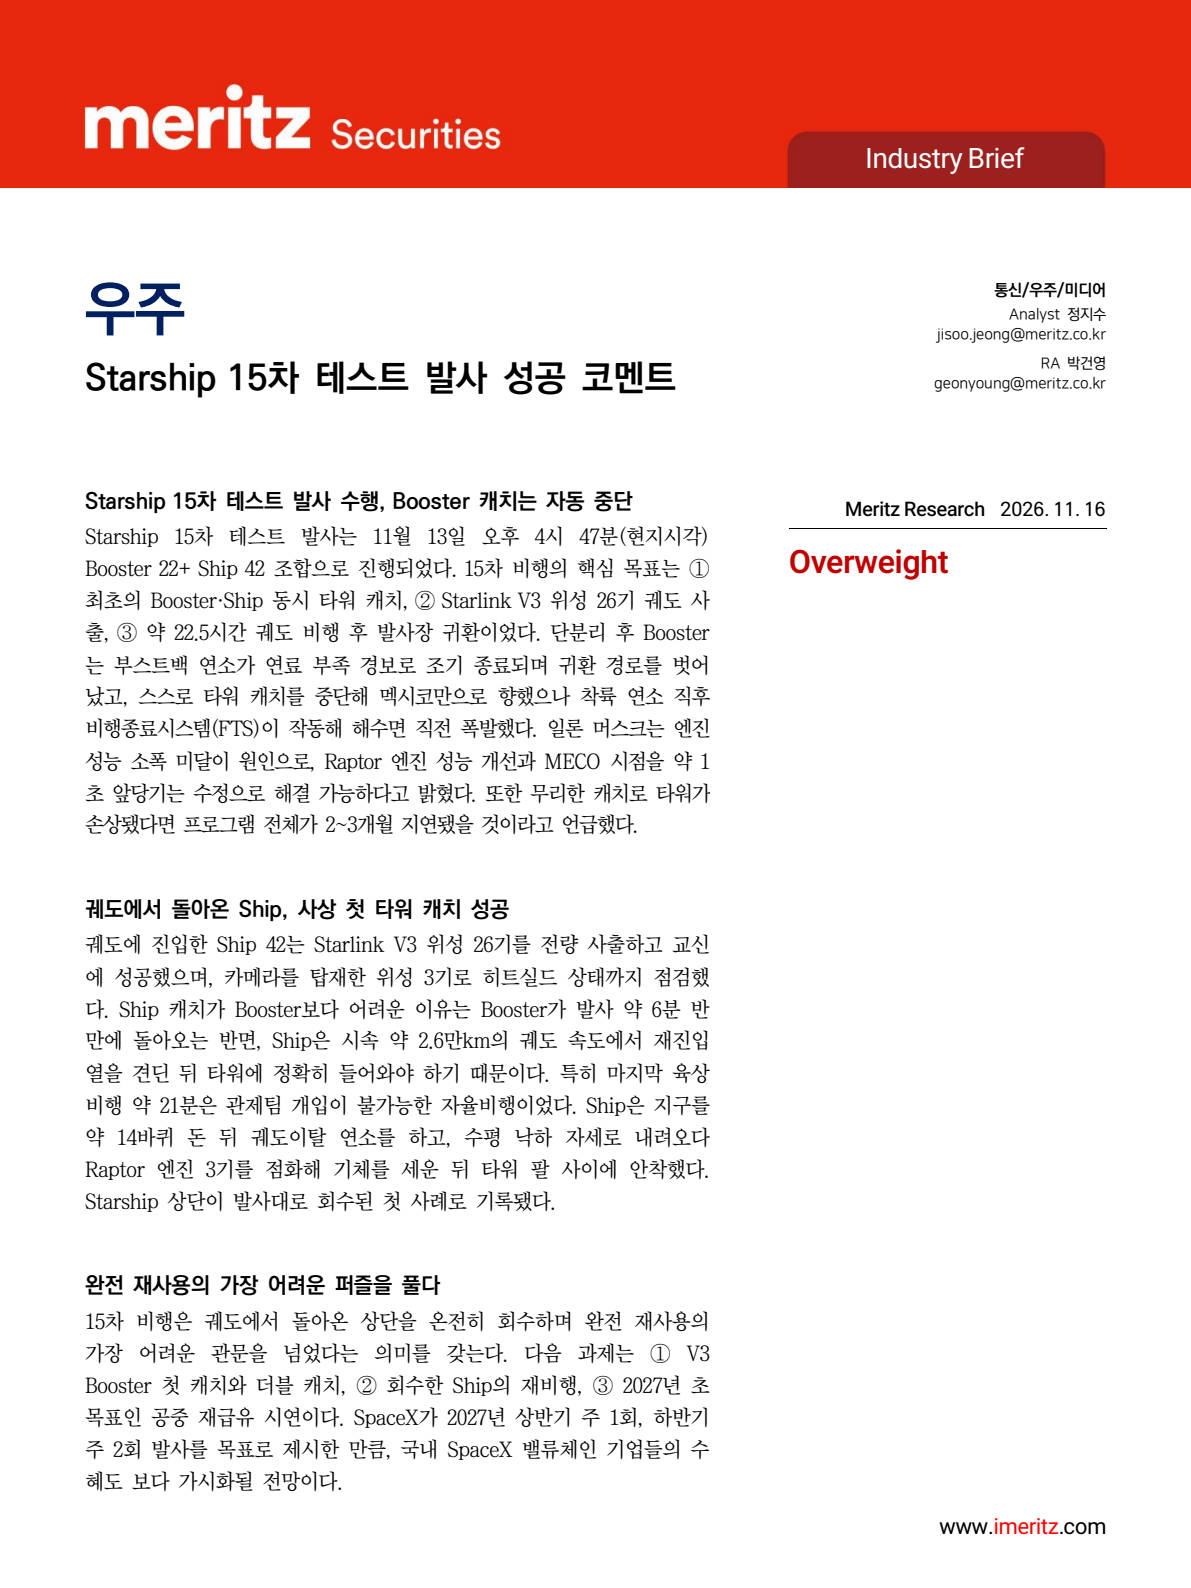 meritz Securities
Industry Brief
우주
Starship 15차 테스트 발사 성공 코멘트
통신/우주/미디어
Analyst 정지수
jisoo.jeong@meritz.co.kr
RA 박건영
geonyoung@meritz.co.kr
Meritz Research 2026. 11. 16
Overweight
Starship 15차 테스트 발사 수행, Booster 캐치는 자동 중단
Starship 15차 테스트 발사는 11월 13일 오후 4시 47분(현지시각)
Booster 22+ Ship 42 조합으로 진행되었다. 15차 비행의 핵심 목표는 ①
최초의 Booster·Ship 동시 타워 캐치, ② Starlink V3 위성 26기 궤도 사
출, ③ 약 22.5시간 궤도 비행 후 발사장 귀환이었다. 단분리 후 Booster
는 부스트백 연소가 연료 부족 경보로 조기 종료되며 귀환 경로를 벗어
났고, 스스로 타워 캐치를 중단해 멕시코만으로 향했으나 착륙 연소 직후
비행종료시스템(FTS)이 작동해 해수면 직전 폭발했다. 일론 머스크는 엔진
성능 소폭 미달이 원인으로, Raptor 엔진 성능 개선과 MECO 시점을 약 1
초 앞당기는 수정으로 해결 가능하다고 밝혔다. 또한 무리한 캐치로 타워가
손상됐다면 프로그램 전체가 2~3개월 지연됐을 것이라고 언급했다.
궤도에서 돌아온 Ship, 사상 첫 타워 캐치 성공
궤도에 진입한 Ship 42는 Starlink V3 위성 26기를 전량 사출하고 교신
에 성공했으며, 카메라를 탑재한 위성 3기로 히트실드 상태까지 점검했
다. Ship 캐치가 Booster보다 어려운 이유는 Booster가 발사 약 6분 반
만에 돌아오는 반면, Ship은 시속 약 2.6만km의 궤도 속도에서 재진입
열을 견딘 뒤 타워에 정확히 들어와야 하기 때문이다. 특히 마지막 육상
비행 약 21분은 관제팀 개입이 불가능한 자율비행이었다. Ship은 지구를
약 14바퀴 돈 뒤 궤도이탈 연소를 하고, 수평 낙하 자세로 내려오다
Raptor 엔진 3기를 점화해 기체를 세운 뒤 타워 팔 사이에 안착했다.
Starship 상단이 발사대로 회수된 첫 사례로 기록됐다.
완전 재사용의 가장 어려운 퍼즐을 풀다
15차 비행은 궤도에서 돌아온 상단을 온전히 회수하며 완전 재사용의
가장 어려운 관문을 넘었다는 의미를 갖는다. 다음 과제는 ① V3
Booster 첫 캐치와 더블 캐치, ② 회수한 Ship의 재비행, ③ 2027년 초
목표인 공중 재급유 시연이다. SpaceX가 2027년 상반기 주 1회, 하반기
주 2회 발사를 목표로 제시한 만큼, 국내 SpaceX 밸류체인 기업들의 수
혜도 보다 가시화될 전망이다.
www.imeritz.com